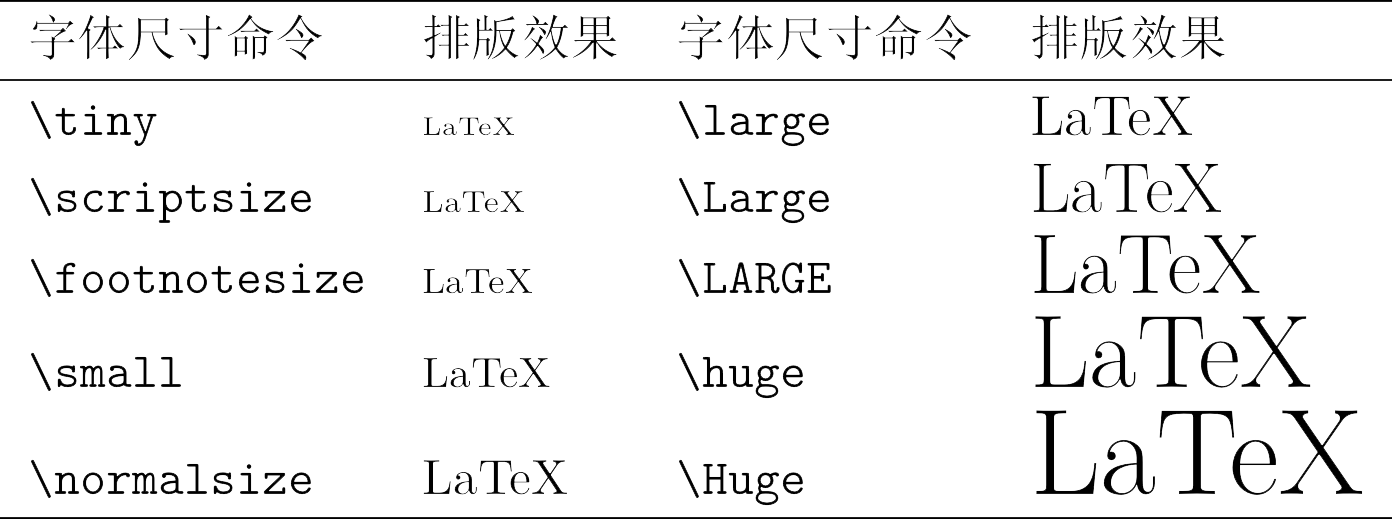 字体尺寸命令 排版效果 字体尺寸命令 排版效果
\tiny LaTeX \large LaTeX
\scriptsize LaTeX \Large LaTeX
\footnotesize LaTeX \LARGE LaTeX
\small LaTeX \huge LaTeX
\normalsize LaTeX \Huge LaTeX